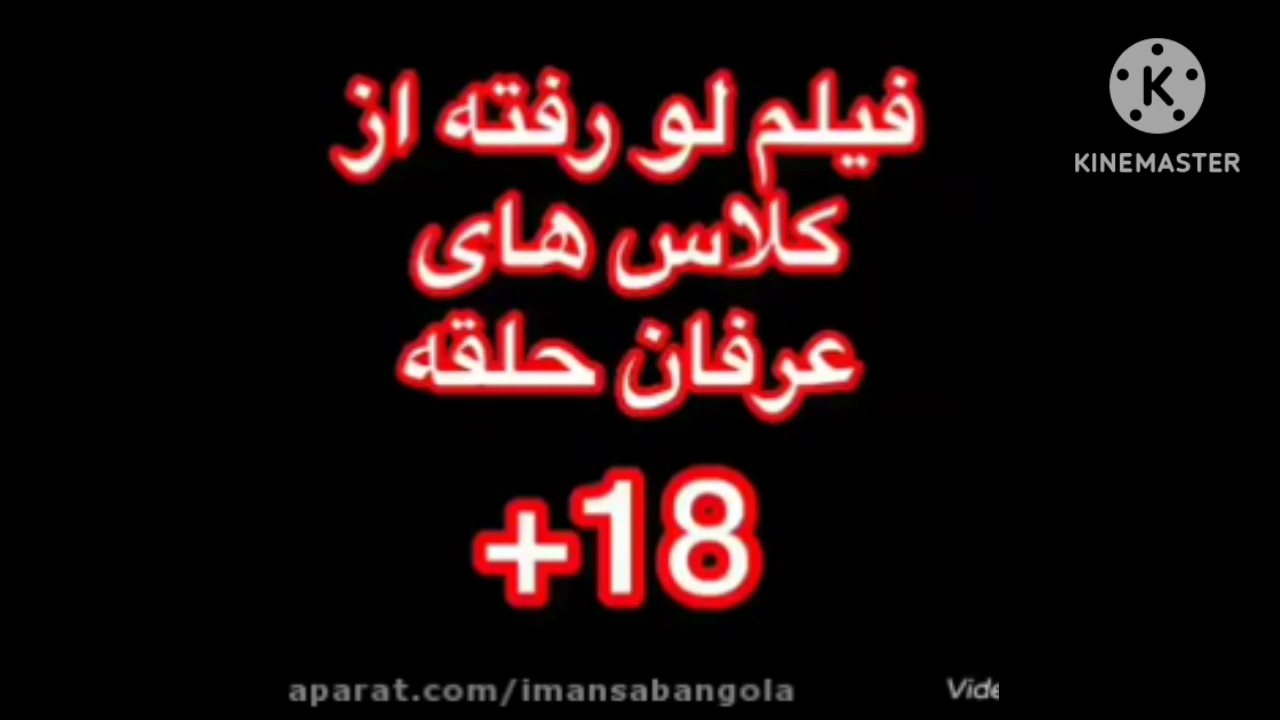 فیلم لو رفته از
کلاس های
عرفان حلقه
+18
KINEMASTER
aparat.com/imansabangola